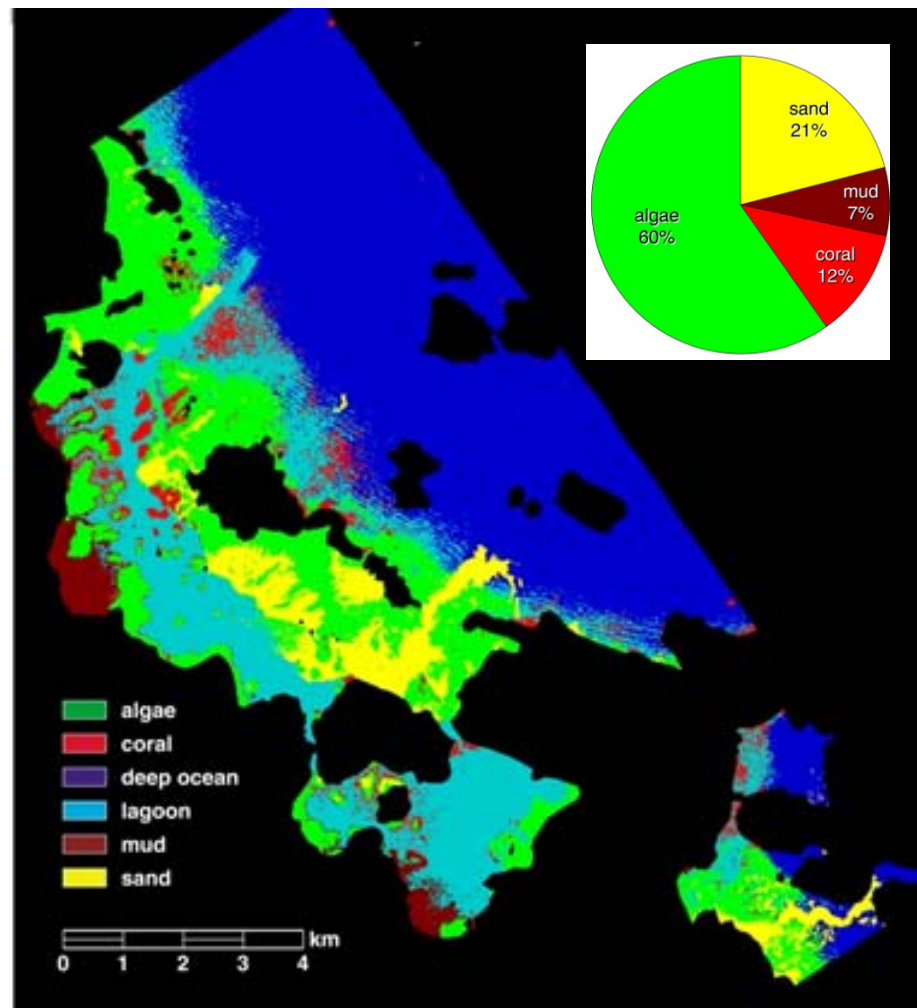 sand
21%
mud
7%
algae
60%
coral
12%
algae
coral
deep ocean
lagoon
mud
sand
km
0 1 2 3 4